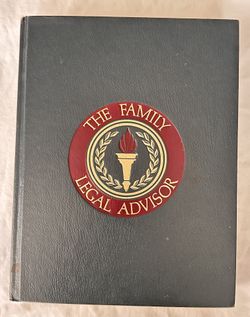 THE FAMILY
LEGAL ADVISOR